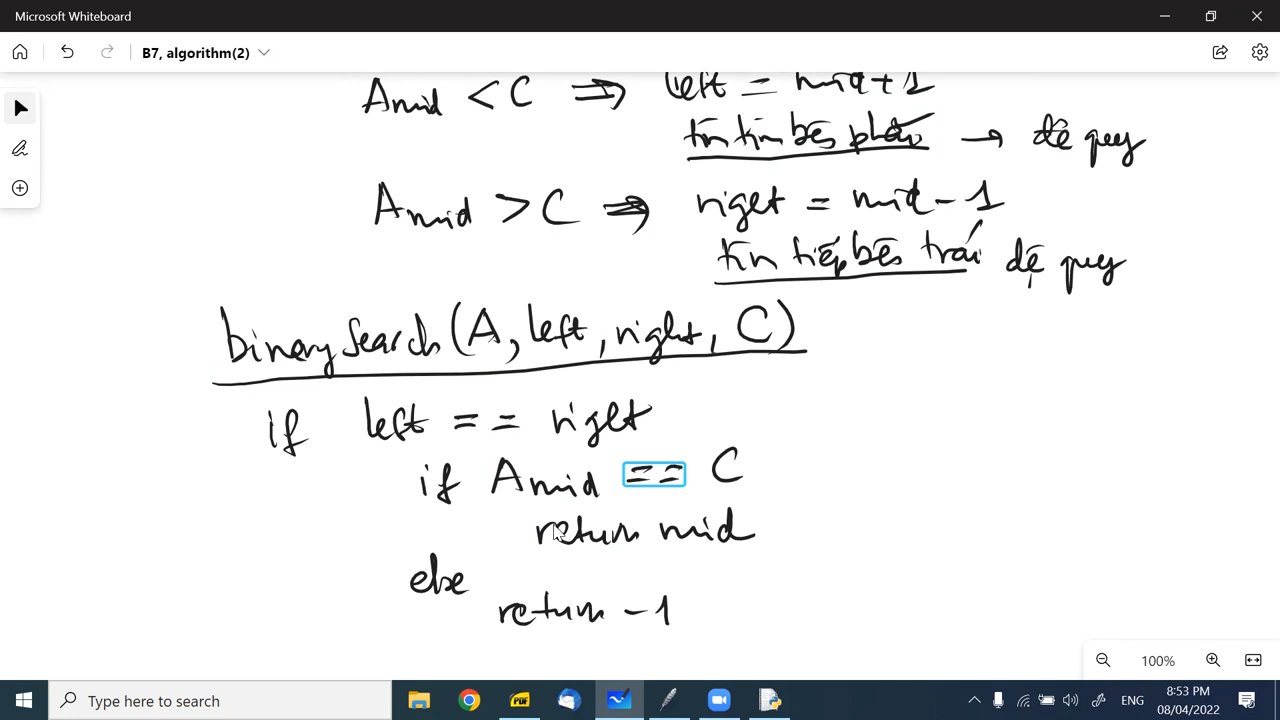 Microsoft Whiteboard
B7, algorithm(2)
Amid < C ⇒ left = mid + 1
bên phải → đệ quy
Amid > C ⇒ right = mid - 1
tìm tiếp bên trái đệ quy
binarySearch(A, left, right, C)
if left == right
if Amid == C
return mid
else
return -1
100%
Type here to search
ENG
8:53 PM
08/04/2022